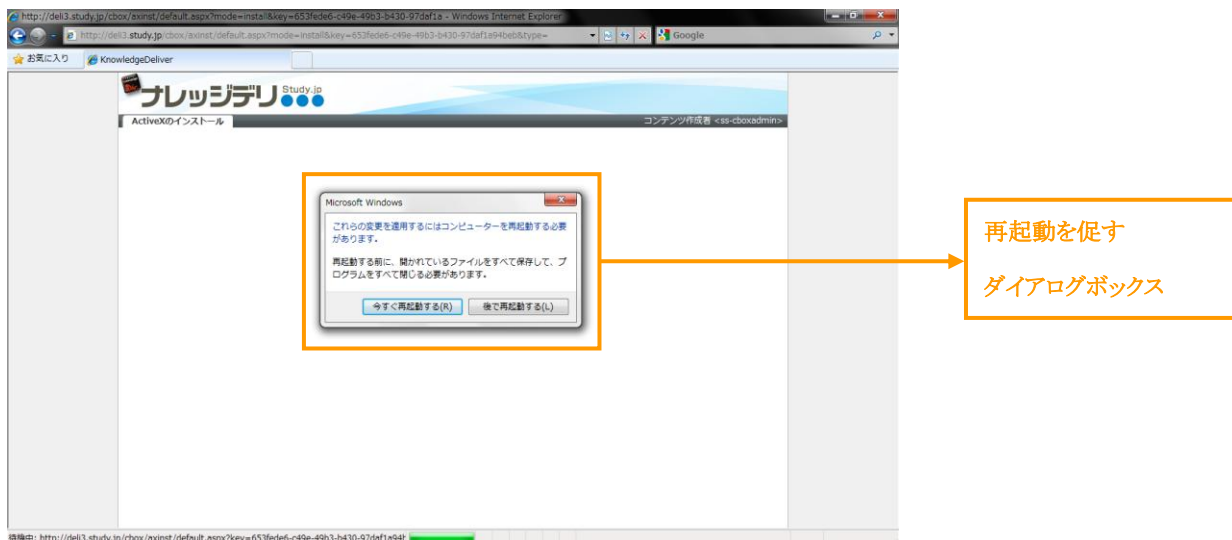 http://deli3.study.jp/cbox/axinst/default.aspx?mode=install&key=653fede6-c49e-49b3-b430-97daf1a - Windows Internet Explorer
http://deli3.study.jp/cbox/axinst/default.aspx?mode=install&key=653fede6-c49e-49b3-b430-97daf1a94beb&type=
Google
お気に入り
KnowledgeDeliver
ナレッジデリ Study.jp
ActiveXのインストール
コンテンツ作成者 <ss-cboxadmin>
Microsoft Windows
これらの変更を適用するにはコンピューターを再起動する必要
があります。
再起動する前に、開かれているファイルをすべて保存して、プ
ログラムをすべて閉じる必要があります。
今すぐ再起動する(R)
後で再起動する(L)
再起動を促す
ダイアログボックス
待機中: http://deli3.study.jp/cbox/axinst/default.aspx?key=653fede6-c49e-49b3-b430-97daf1a94b